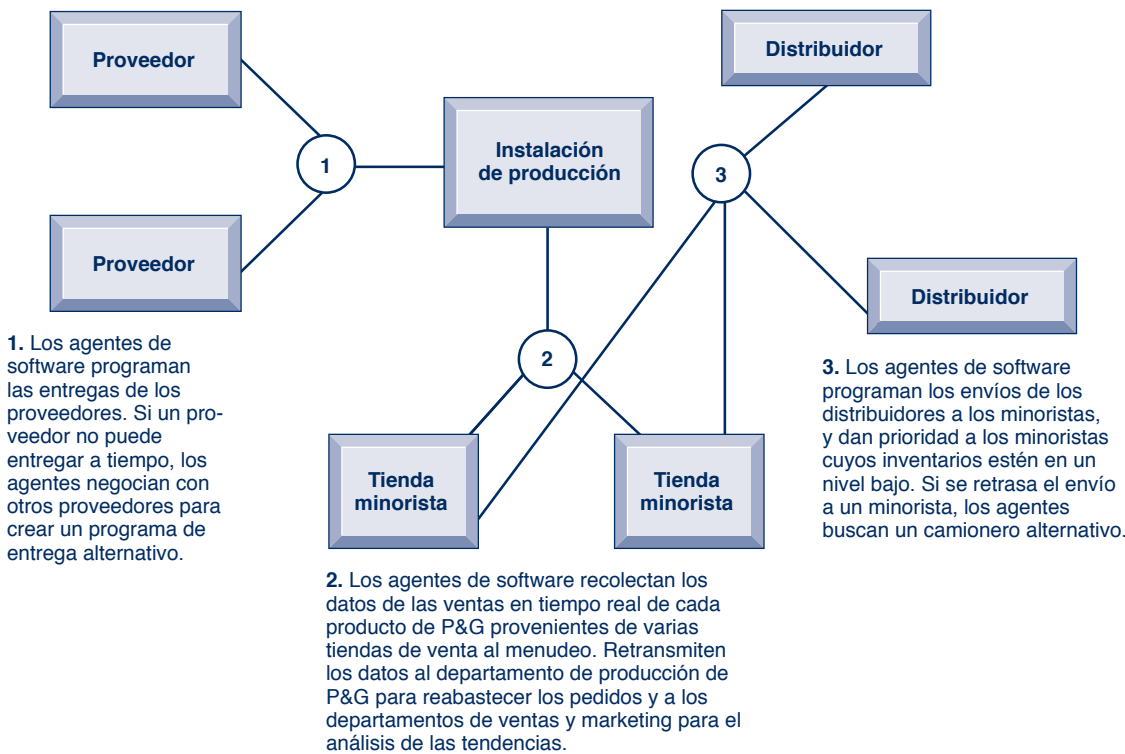 Proveedor
Distribuidor
Instalación
de producción
1
3
Proveedor
Distribuidor
1. Los agentes de
software programan
las entregas de los
proveedores. Si un pro-
veedor no puede
entregar a tiempo, los
agentes negocian con
otros proveedores para
crear un programa de
entrega alternativo.
2
3. Los agentes de software
programan los envíos de los
distribuidores a los minoristas,
y dan prioridad a los minoristas
cuyos inventarios estén en un
nivel bajo. Si se retrasa el envío
a un minorista, los agentes
buscan un camionero alternativo.
Tienda
minorista
Tienda
minorista
2. Los agentes de software recolectan los
datos de las ventas en tiempo real de cada
producto de P&G provenientes de varias
tiendas de venta al menudeo. Retransmiten
los datos al departamento de producción de
P&G para reabastecer los pedidos y a los
departamentos de ventas y marketing para el
análisis de las tendencias.